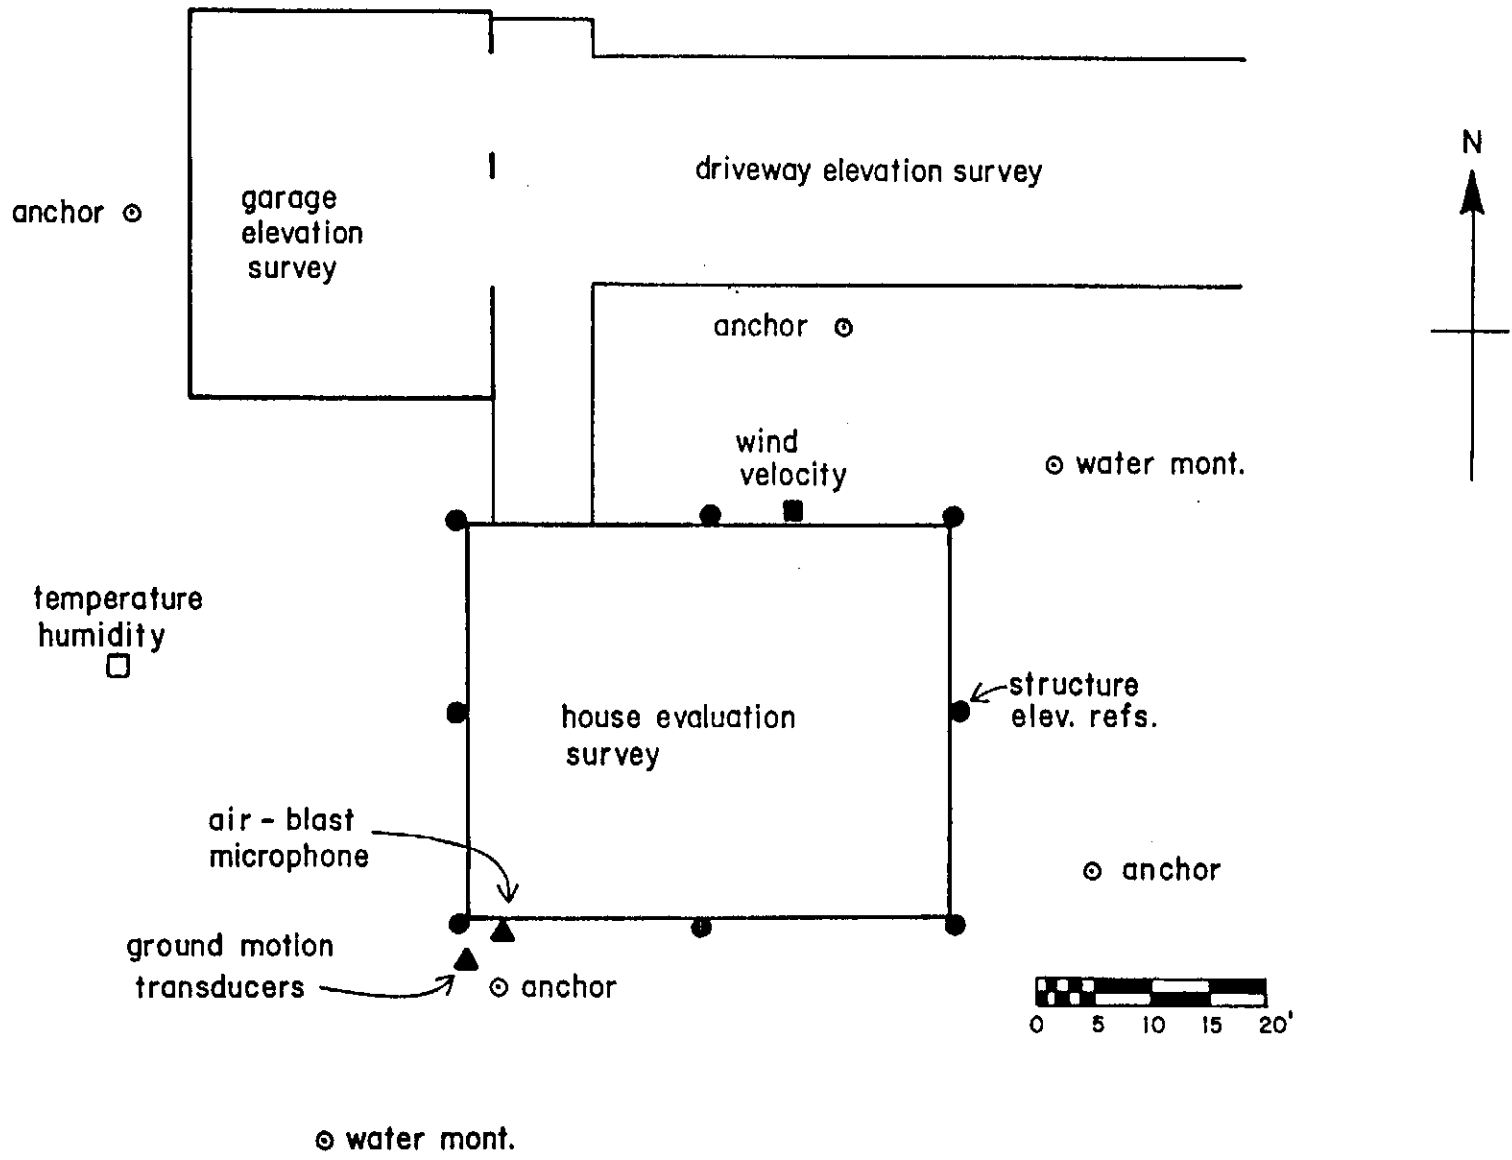 N
driveway elevation survey
anchor
garage
elevation
survey
anchor
wind
velocity
water mont.
temperature
humidity
structure
elev. refs.
house evaluation
survey
air - blast
microphone
anchor
ground motion
transducers
anchor
0 5 10 15 20'
water mont.